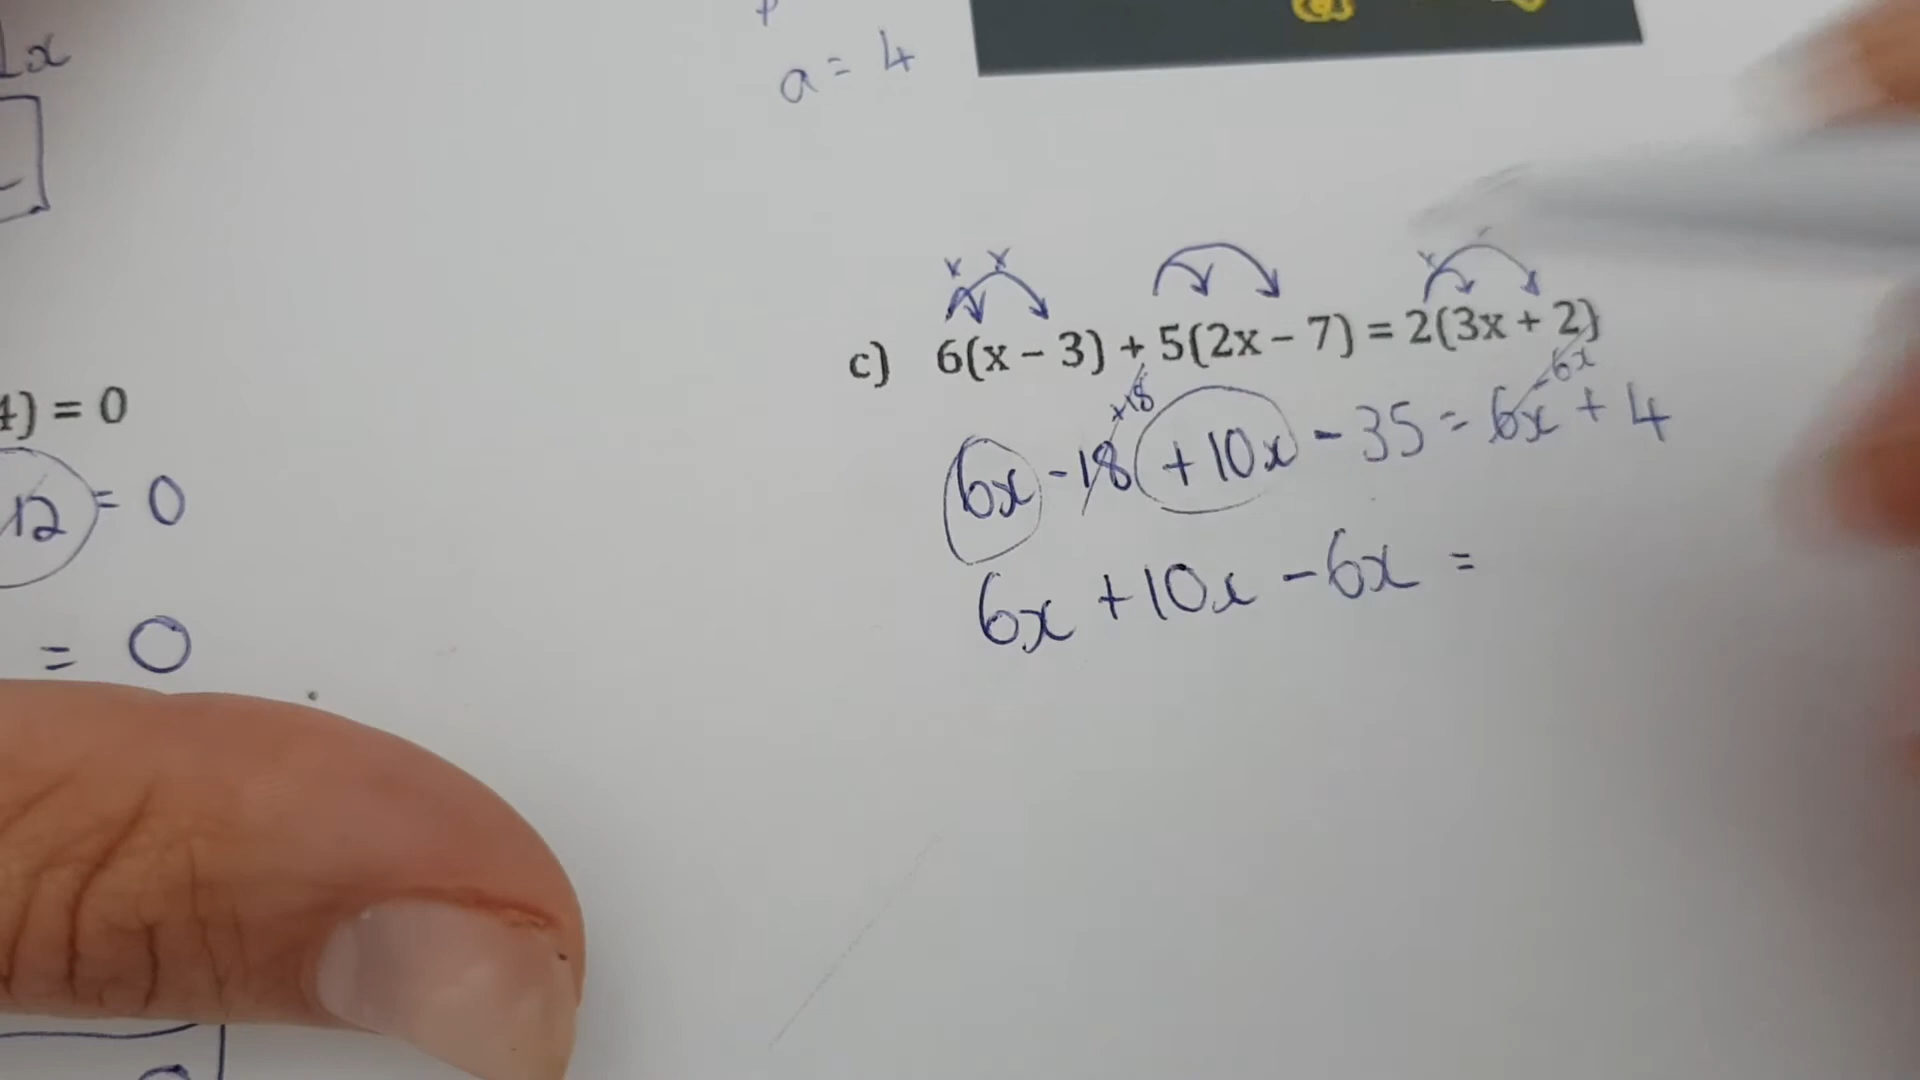 x
a = 4
4) = 0
12 = 0
= 0
c) 6(x – 3) + 5(2x – 7) = 2(3x + 2)
x x
x
+18
-6x
6x - 18 + 10x - 35 = 6x + 4
6x + 10x - 6x =